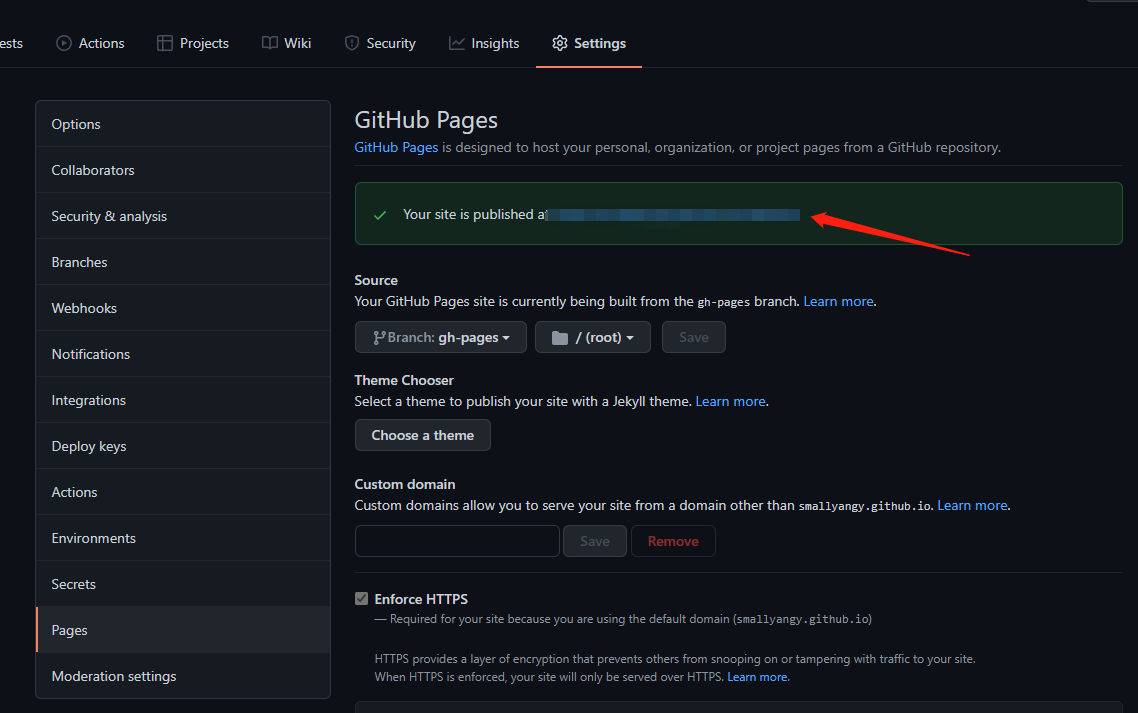 ests Actions Projects Wiki Security Insights Settings
Options
Collaborators
Security & analysis
Branches
Webhooks
Notifications
Integrations
Deploy keys
Actions
Environments
Secrets
Pages
Moderation settings
GitHub Pages
GitHub Pages is designed to host your personal, organization, or project pages from a GitHub repository.
Your site is published at
Source
Your GitHub Pages site is currently being built from the gh-pages branch. Learn more.
Branch: gh-pages / (root) Save
Theme Chooser
Select a theme to publish your site with a Jekyll theme. Learn more.
Choose a theme
Custom domain
Custom domains allow you to serve your site from a domain other than smallyangy.github.io. Learn more.
Save Remove
Enforce HTTPS
— Required for your site because you are using the default domain (smallyangy.github.io)
HTTPS provides a layer of encryption that prevents others from snooping on or tampering with traffic to your site.
When HTTPS is enforced, your site will only be served over HTTPS. Learn more.